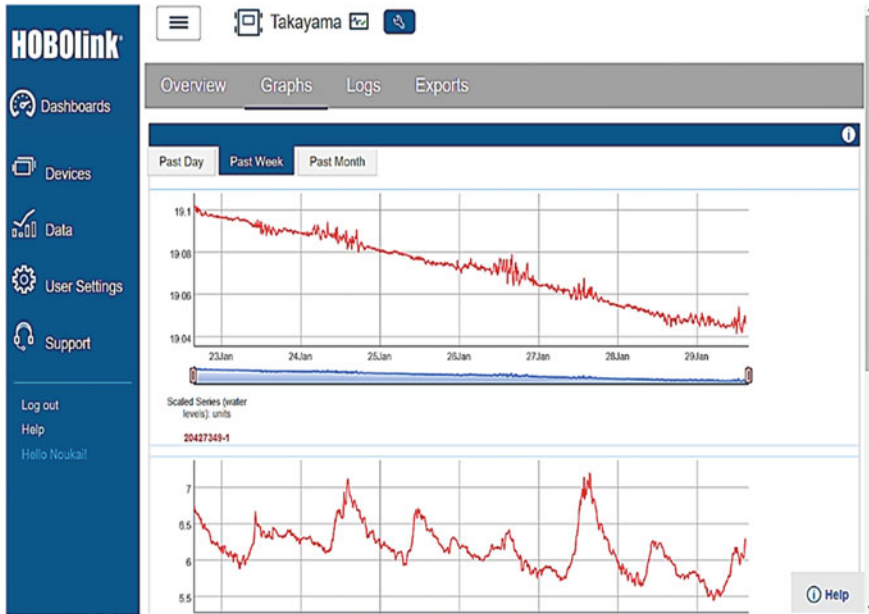 HOBOlink®
Takayama
Dashboards
Devices
Data
User Settings
Support
Log out
Help
Hello Noukai!
Overview Graphs Logs Exports
Past Day Past Week Past Month
19.1
19.08
19.06
19.04
23Jan 24Jan 25Jan 26Jan 27Jan 28Jan 29Jan
Scaled Series (water
levels): units
20427349-1
7
6.5
6
5.5
Help